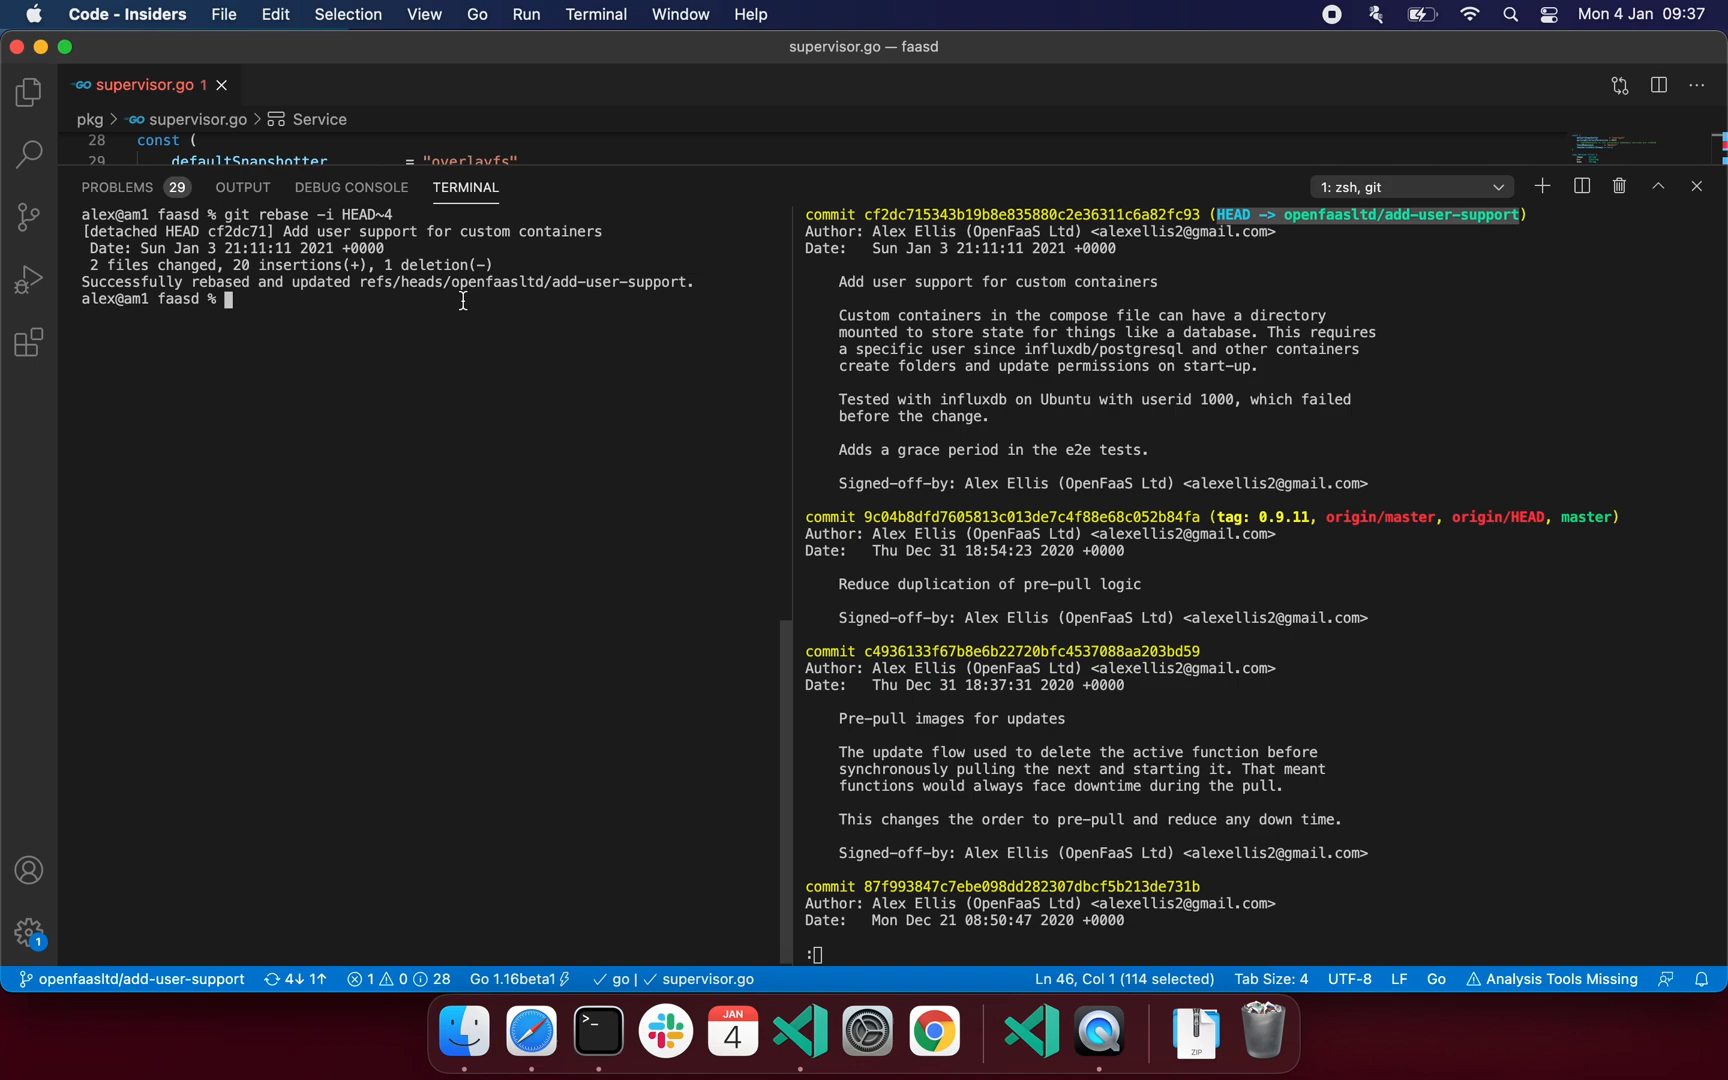 Code - Insiders File Edit Selection View Go Run Terminal Window Help Mon 4 Jan 09:37
supervisor.go — faasd
GO supervisor.go 1
pkg > GO supervisor.go > Service
28 const (
29 defaultSnapshotter = "overlayfs"
PROBLEMS 29 OUTPUT DEBUG CONSOLE TERMINAL 1: zsh, git
alex@am1 faasd % git rebase -i HEAD~4
[detached HEAD cf2dc71] Add user support for custom containers
Date: Sun Jan 3 21:11:11 2021 +0000
2 files changed, 20 insertions(+), 1 deletion(-)
Successfully rebased and updated refs/heads/openfaasltd/add-user-support.
alex@am1 faasd %
commit cf2dc715343b19b8e835880c2e36311c6a82fc93 (HEAD -> openfaasltd/add-user-support)
Author: Alex Ellis (OpenFaaS Ltd) <alexellis2@gmail.com>
Date: Sun Jan 3 21:11:11 2021 +0000
Add user support for custom containers
Custom containers in the compose file can have a directory
mounted to store state for things like a database. This requires
a specific user since influxdb/postgresql and other containers
create folders and update permissions on start-up.
Tested with influxdb on Ubuntu with userid 1000, which failed
before the change.
Adds a grace period in the e2e tests.
Signed-off-by: Alex Ellis (OpenFaaS Ltd) <alexellis2@gmail.com>
commit 9c04b8dfd7605813c013de7c4f88e68c052b84fa (tag: 0.9.11, origin/master, origin/HEAD, master)
Author: Alex Ellis (OpenFaaS Ltd) <alexellis2@gmail.com>
Date: Thu Dec 31 18:54:23 2020 +0000
Reduce duplication of pre-pull logic
Signed-off-by: Alex Ellis (OpenFaaS Ltd) <alexellis2@gmail.com>
commit c4936133f67b8e6b22720bfc4537088aa203bd59
Author: Alex Ellis (OpenFaaS Ltd) <alexellis2@gmail.com>
Date: Thu Dec 31 18:37:31 2020 +0000
Pre-pull images for updates
The update flow used to delete the active function before
synchronously pulling the next and starting it. That meant
functions would always face downtime during the pull.
This changes the order to pre-pull and reduce any down time.
Signed-off-by: Alex Ellis (OpenFaaS Ltd) <alexellis2@gmail.com>
commit 87f993847c7ebe098dd282307dbcf5b213de731b
Author: Alex Ellis (OpenFaaS Ltd) <alexellis2@gmail.com>
Date: Mon Dec 21 08:50:47 2020 +0000
:
1
openfaasltd/add-user-support 4↓ 1↑ 1 0 28 Go 1.16beta1 go | supervisor.go Ln 46, Col 1 (114 selected) Tab Size: 4 UTF-8 LF Go Analysis Tools Missing
JAN
4
ZIP